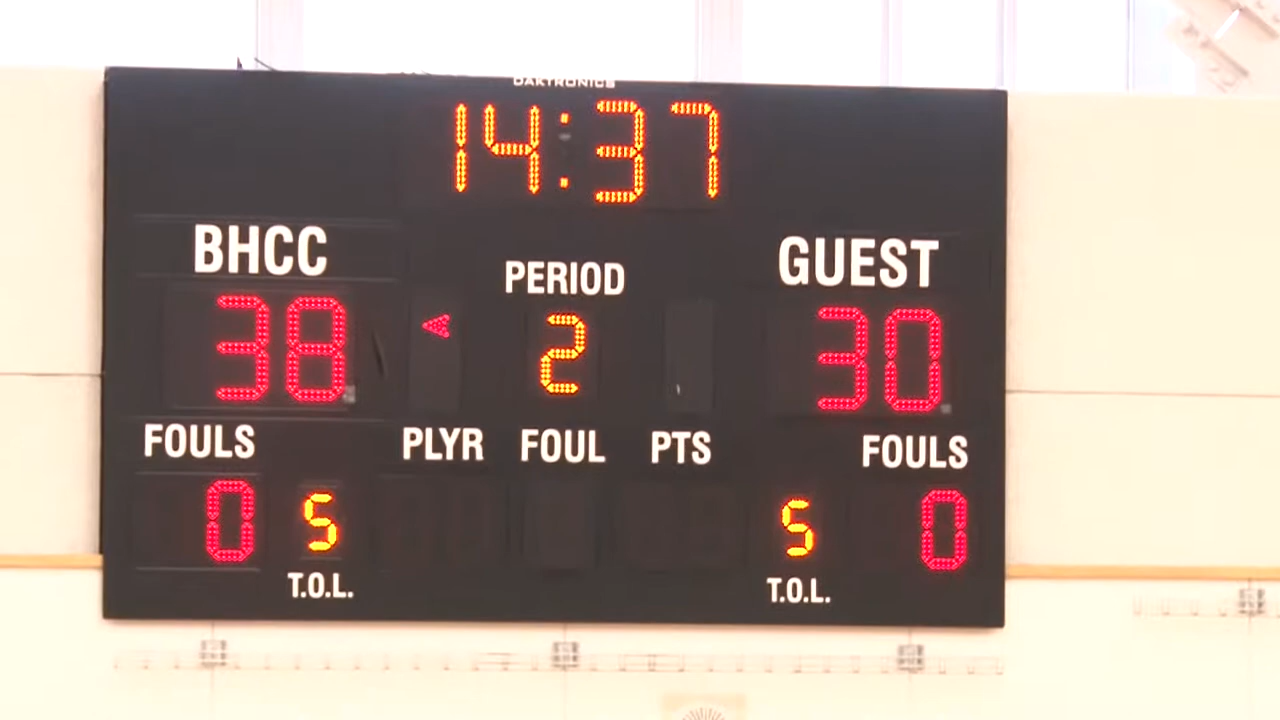 DAKTRONICS
14:37
BHCC
PERIOD
GUEST
38
2
30
FOULS
PLYR
FOUL
PTS
FOULS
0
5
5
0
T.O.L.
T.O.L.